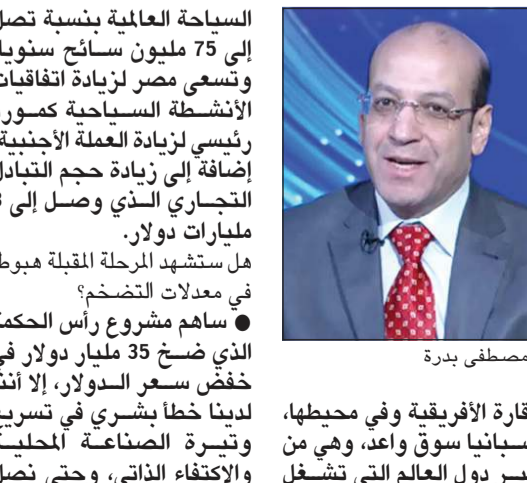 السياحة العالمية بنسبة تصل
إلى 75 مليون سائح سنويا
وتسعى مصر لزيادة اتفاقيات
الأنشطة السياحية كمورد
رئيسي لزيادة العملة الأجنبية
إضافة إلى زيادة حجم التبادل
التجاري الذي وصل إلى
مليارات دولار.
هل ستشهد المرحلة المقبلة هبوط
في معدلات التضخم؟
● ساهم مشروع رأس الحكمة
الذي ضخ 35 مليار دولار في
خفض سعر الدولار، إلا أننا
لدينا خطأ بشري في تسريع
وتيرة الصناعة المحلية
والاكتفاء الذاتي، وحتى نصل
مصطفى بدرة
قارة الأفريقية وفي محيطها،
سبانيا سوق واعد، وهي من
بر دول العالم التي تشغل